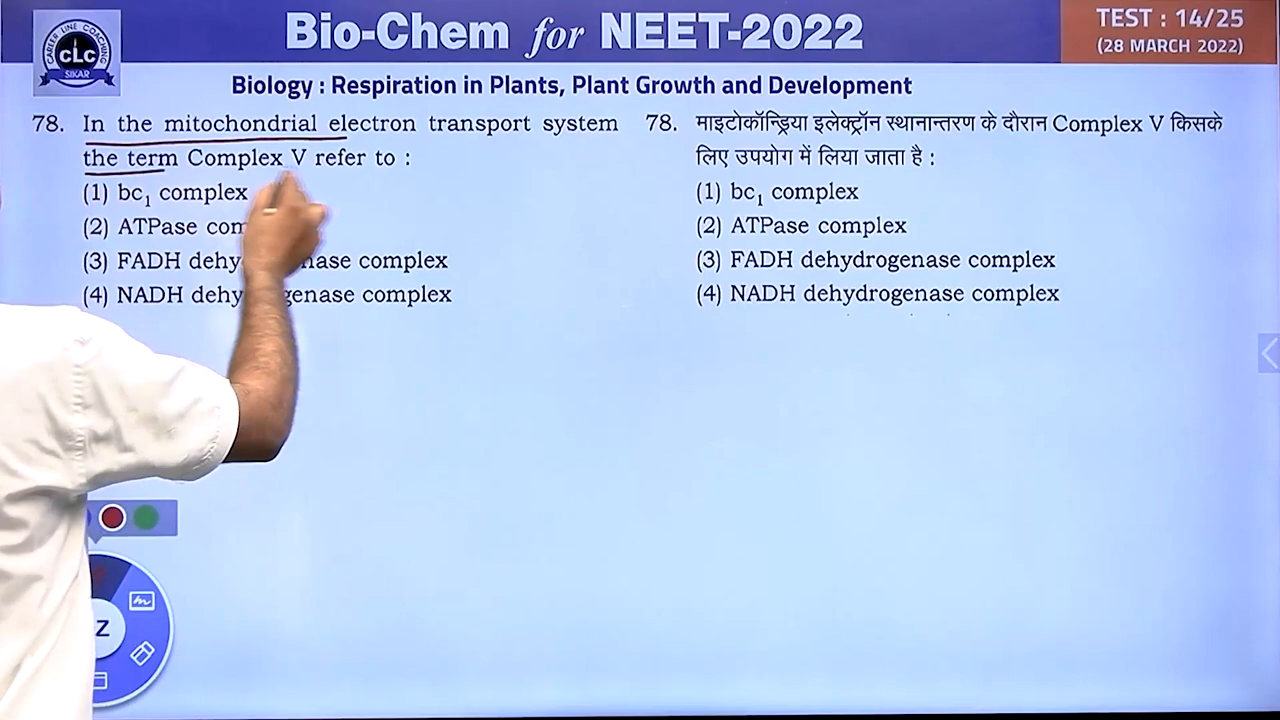 Bio-Chem for NEET-2022
TEST : 14/25
(28 MARCH 2022)
CAREER LINE COACHING
CLC
SIKAR
Biology : Respiration in Plants, Plant Growth and Development
78. In the mitochondrial electron transport system
the term Complex V refer to :
(1) bc₁ complex
(2) ATPase com
(3) FADH dehy nase complex
(4) NADH dehy genase complex
78. माइटोकॉन्ड्रिया इलेक्ट्रॉन स्थानान्तरण के दौरान Complex V किसके
लिए उपयोग में लिया जाता है :
(1) bc₁ complex
(2) ATPase complex
(3) FADH dehydrogenase complex
(4) NADH dehydrogenase complex
Z